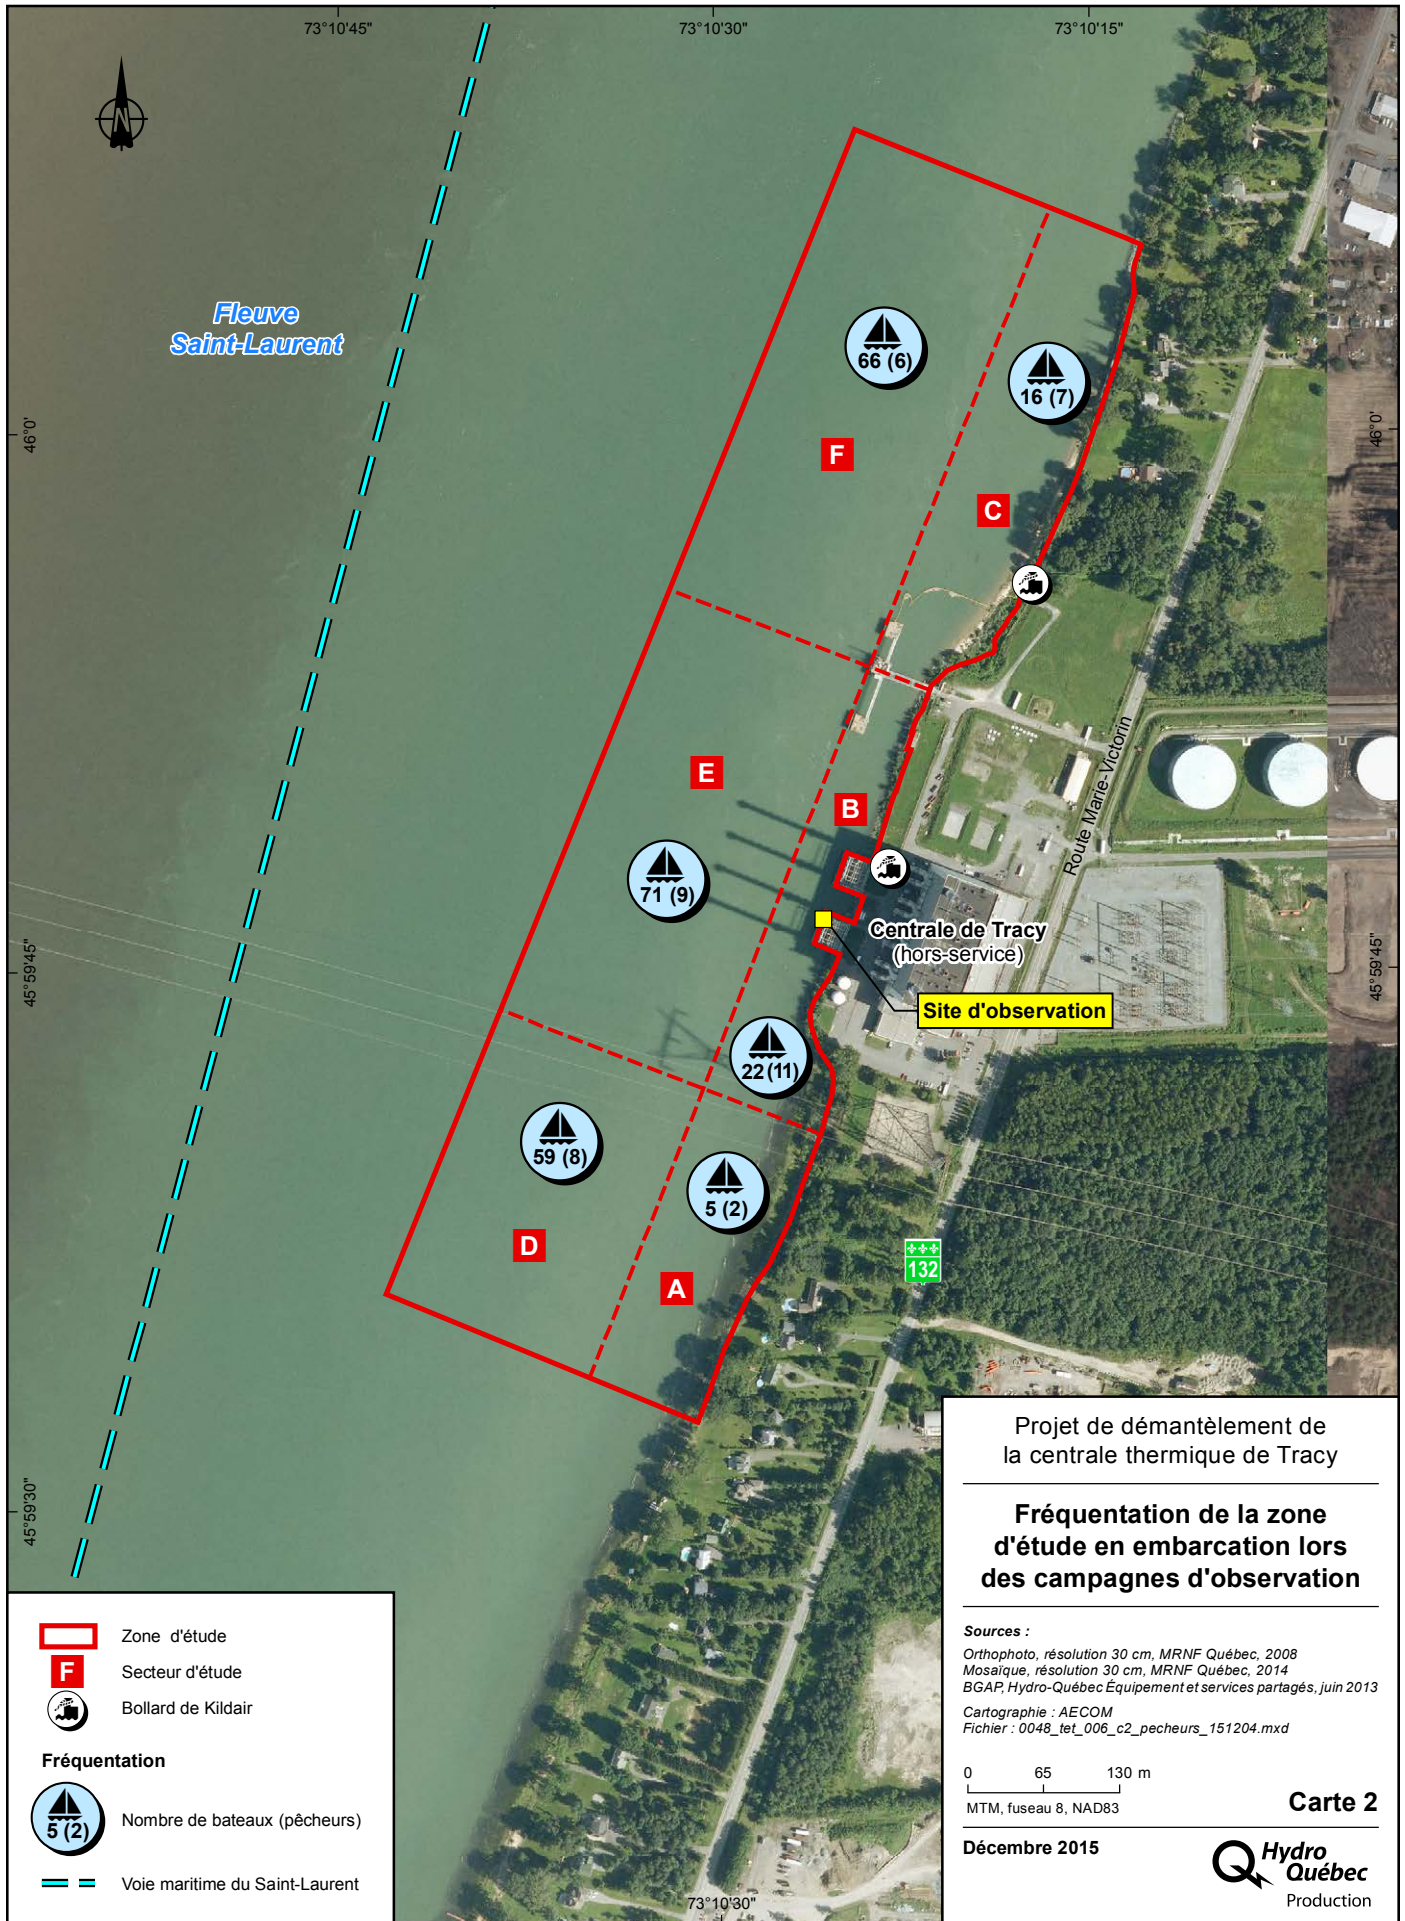 73°10'45"
73°10'30"
73°10'15"
N
Fleuve
Saint-Laurent
66 (6)
16 (7)
46°0'
46°0'
F
C
Route Marie-Victorin
E
B
71 (9)
Centrale de Tracy
(hors-service)
45°59'45"
45°59'45"
Site d'observation
22 (11)
59 (8)
5 (2)
D
A
132
45°59'30"
73°10'30"
Zone d'étude
F
Secteur d'étude
Bollard de Kildair
Fréquentation
5 (2)
Nombre de bateaux (pêcheurs)
Voie maritime du Saint-Laurent
Projet de démantèlement de
la centrale thermique de Tracy
Fréquentation de la zone
d'étude en embarcation lors
des campagnes d'observation
Sources :
Orthophoto, résolution 30 cm, MRNF Québec, 2008
Mosaïque, résolution 30 cm, MRNF Québec, 2014
BGAP, Hydro-Québec Équipement et services partagés, juin 2013
Cartographie : AECOM
Fichier : 0048_tet_006_c2_pecheurs_151204.mxd
0 65 130 m
MTM, fuseau 8, NAD83
Carte 2
Décembre 2015
Hydro
Québec
Production